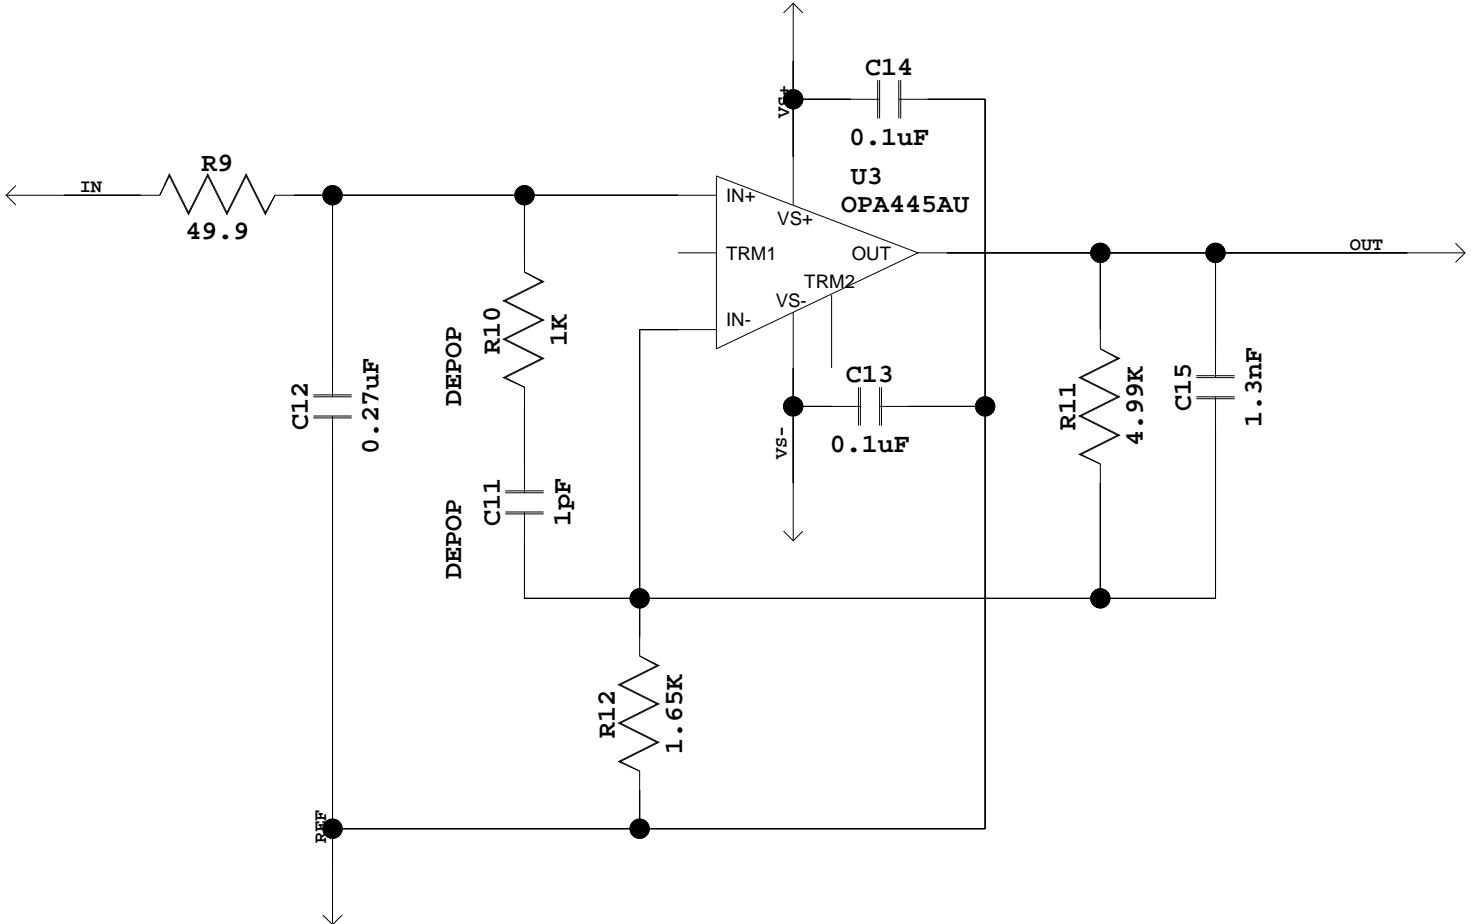 C14
VS+
0.1uF
R9
IN
49.9
U3
OPA445AU
IN+
VS+
TRM1
OUT
OUT
TRM2
VS-
IN-
DEPOP
R10
1K
C12
0.27uF
C13
0.1uF
VS-
R11
4.99K
C15
1.3nF
DEPOP
C11
1pF
R12
1.65K
REF